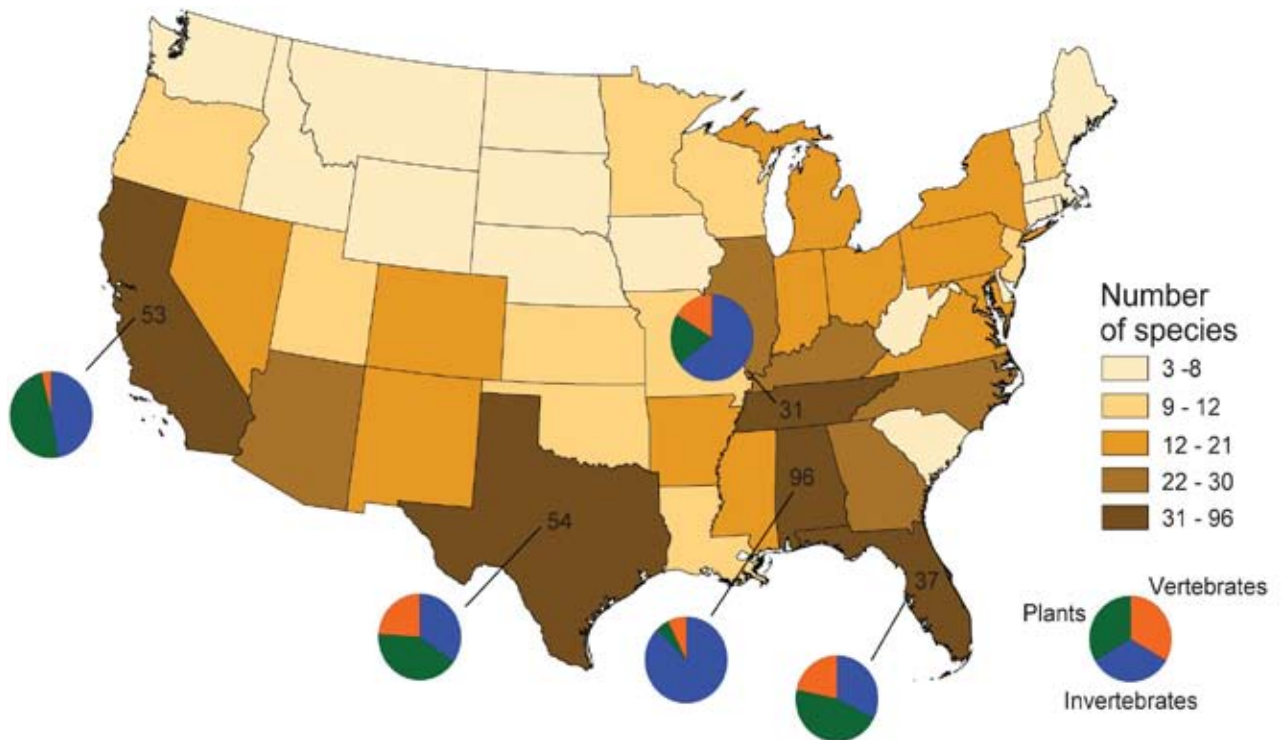 53
31
96
54
37
Number
of species
3 -8
9 - 12
12 - 21
22 - 30
31 - 96
Vertebrates
Plants
Invertebrates